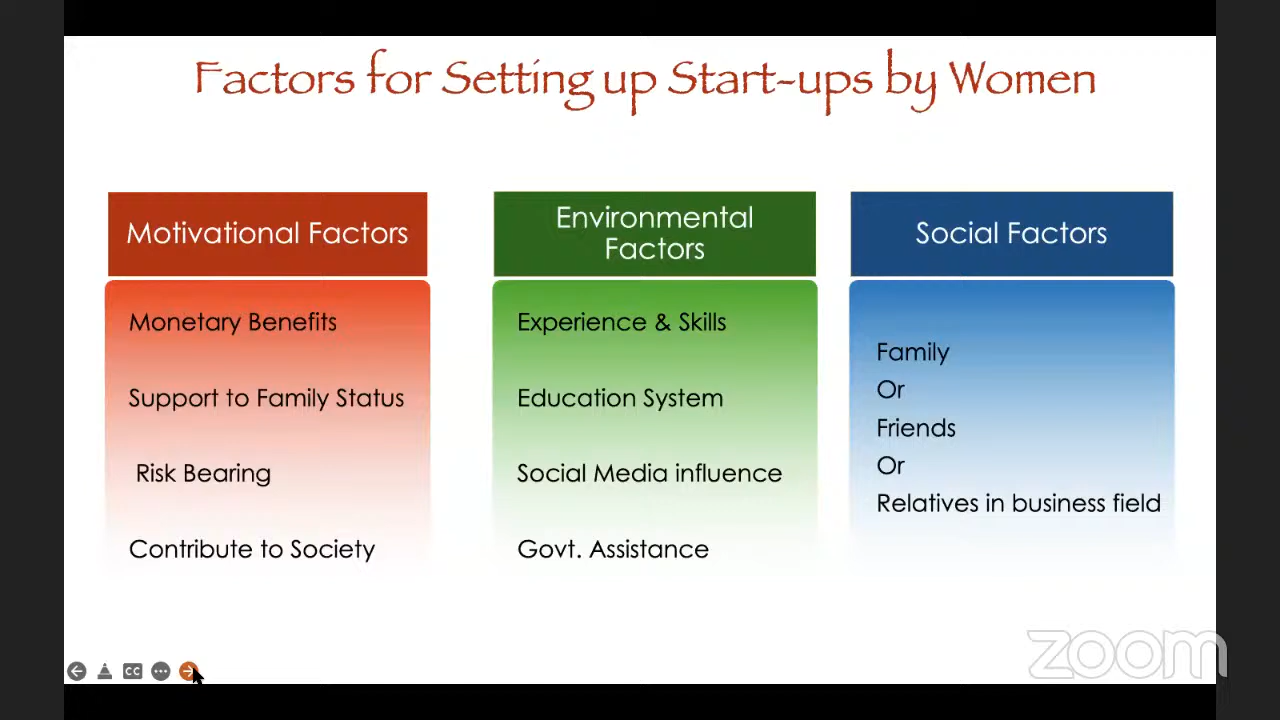 Factors for Setting up Start-ups by Women
Motivational Factors
Monetary Benefits
Support to Family Status
Risk Bearing
Contribute to Society
Environmental
Factors
Experience & Skills
Education System
Social Media influence
Govt. Assistance
Social Factors
Family
Or
Friends
Or
Relatives in business field
CC
zoom